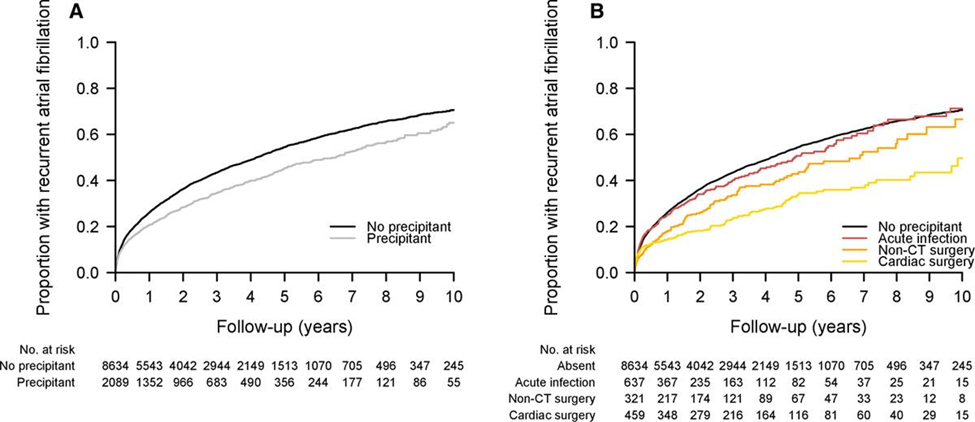 A
Proportion with recurrent atrial fibrillation
1.0
0.8
0.6
0.4
0.2
0.0
No precipitant
Precipitant
0 1 2 3 4 5 6 7 8 9 10
Follow-up (years)
No. at risk
No precipitant 8634 5543 4042 2944 2149 1513 1070 705 496 347 245
Precipitant 2089 1352 966 683 490 356 244 177 121 86 55
B
Proportion with recurrent atrial fibrillation
1.0
0.8
0.6
0.4
0.2
0.0
No precipitant
Acute infection
Non-CT surgery
Cardiac surgery
0 1 2 3 4 5 6 7 8 9 10
Follow-up (years)
No. at risk
Absent 8634 5543 4042 2944 2149 1513 1070 705 496 347 245
Acute infection 637 367 235 163 112 82 54 37 25 21 15
Non-CT surgery 321 217 174 121 89 67 47 33 23 12 8
Cardiac surgery 459 348 279 216 164 116 81 60 40 29 15